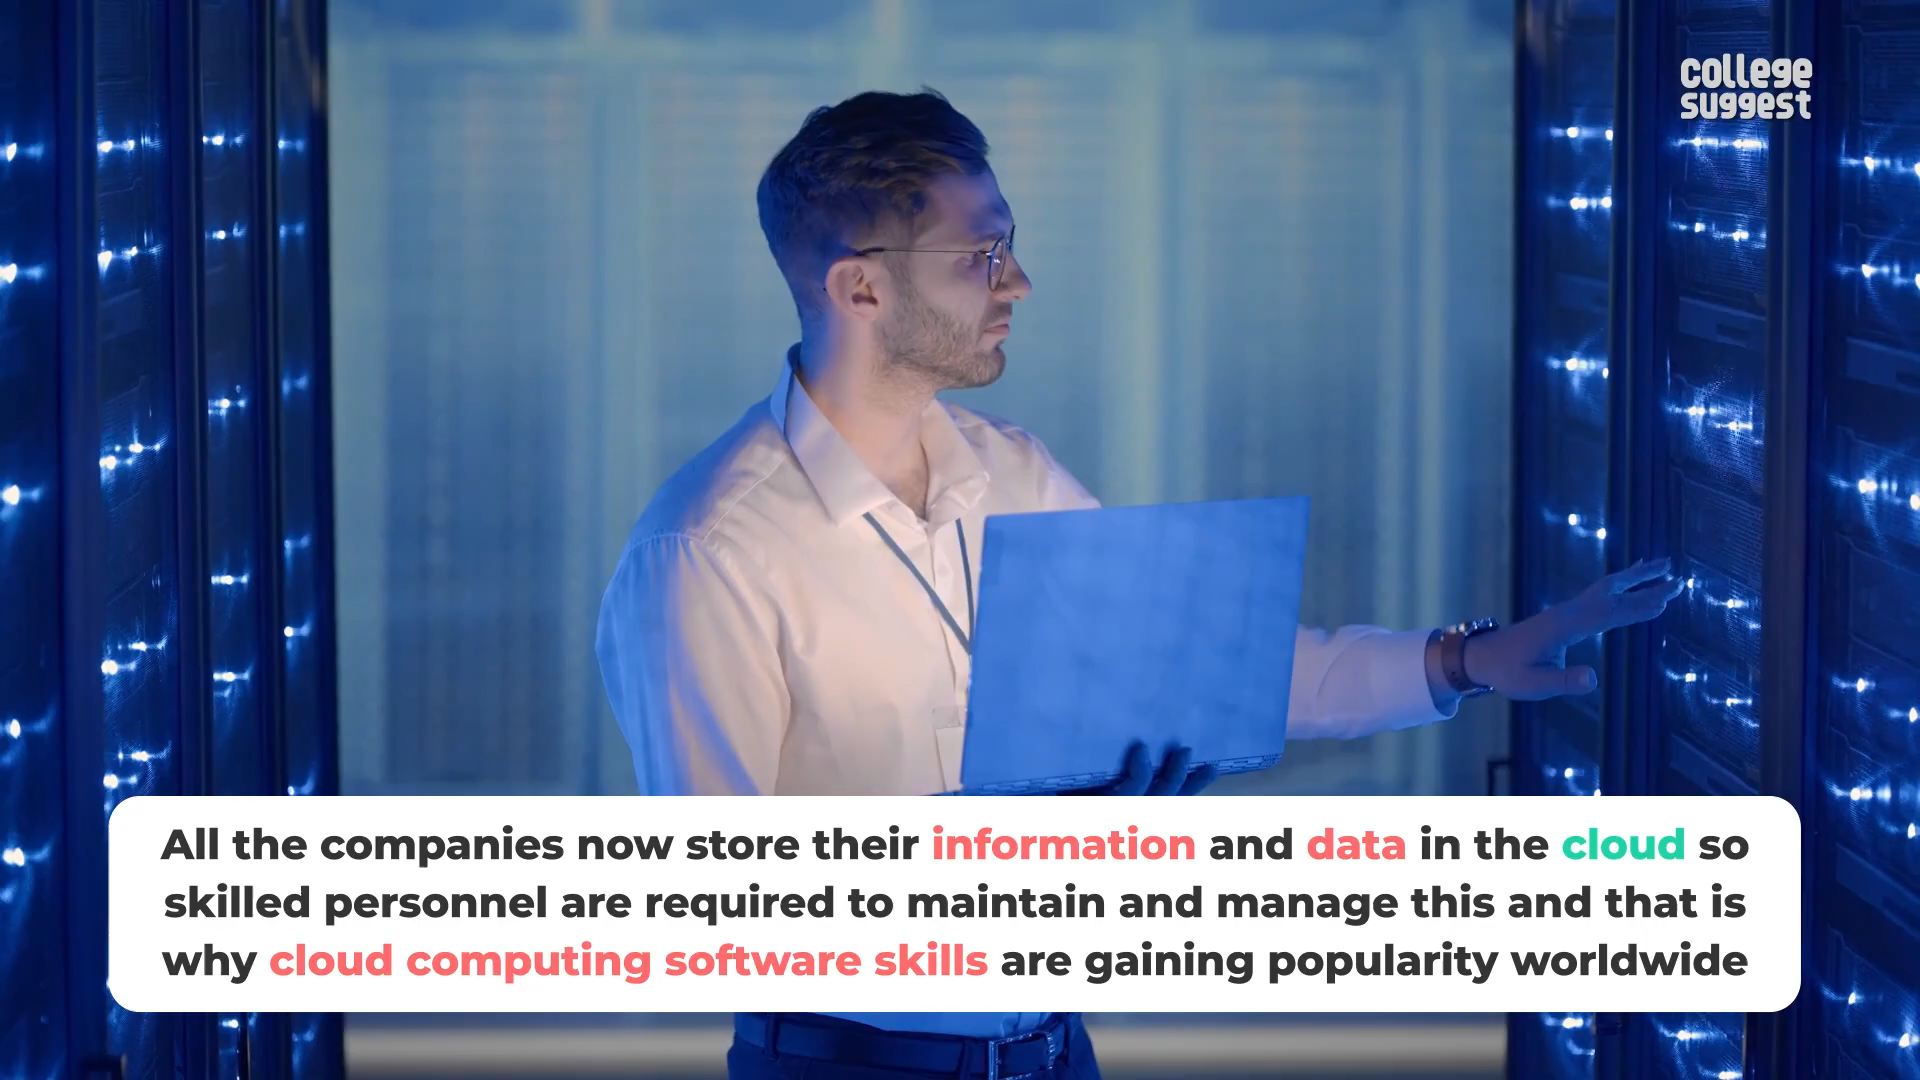 college
suggest
All the companies now store their information and data in the cloud so
skilled personnel are required to maintain and manage this and that is
why cloud computing software skills are gaining popularity worldwide